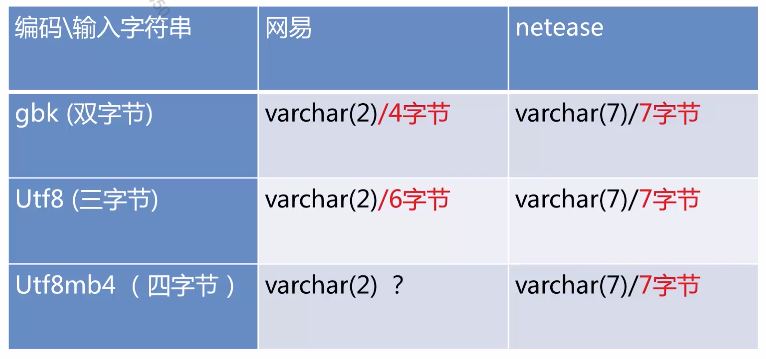 编码\输入字符串 网易 netease
gbk (双字节) varchar(2)/4字节 varchar(7)/7字节
Utf8 (三字节) varchar(2)/6字节 varchar(7)/7字节
Utf8mb4 （ 四字节 ） varchar(2) ？ varchar(7)/7字节